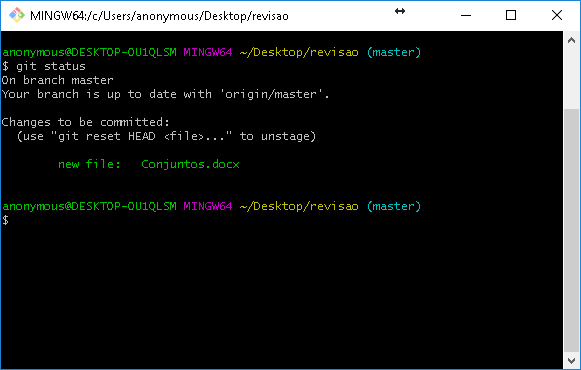 MINGW64:/c/Users/anonymous/Desktop/revisao
anonymous@DESKTOP-OU1QLSM MINGW64 ~/Desktop/revisao (master)
$ git status
On branch master
Your branch is up to date with 'origin/master'.
Changes to be committed:
(use "git reset HEAD <file>..." to unstage)
new file: Conjuntos.docx
anonymous@DESKTOP-OU1QLSM MINGW64 ~/Desktop/revisao (master)
$